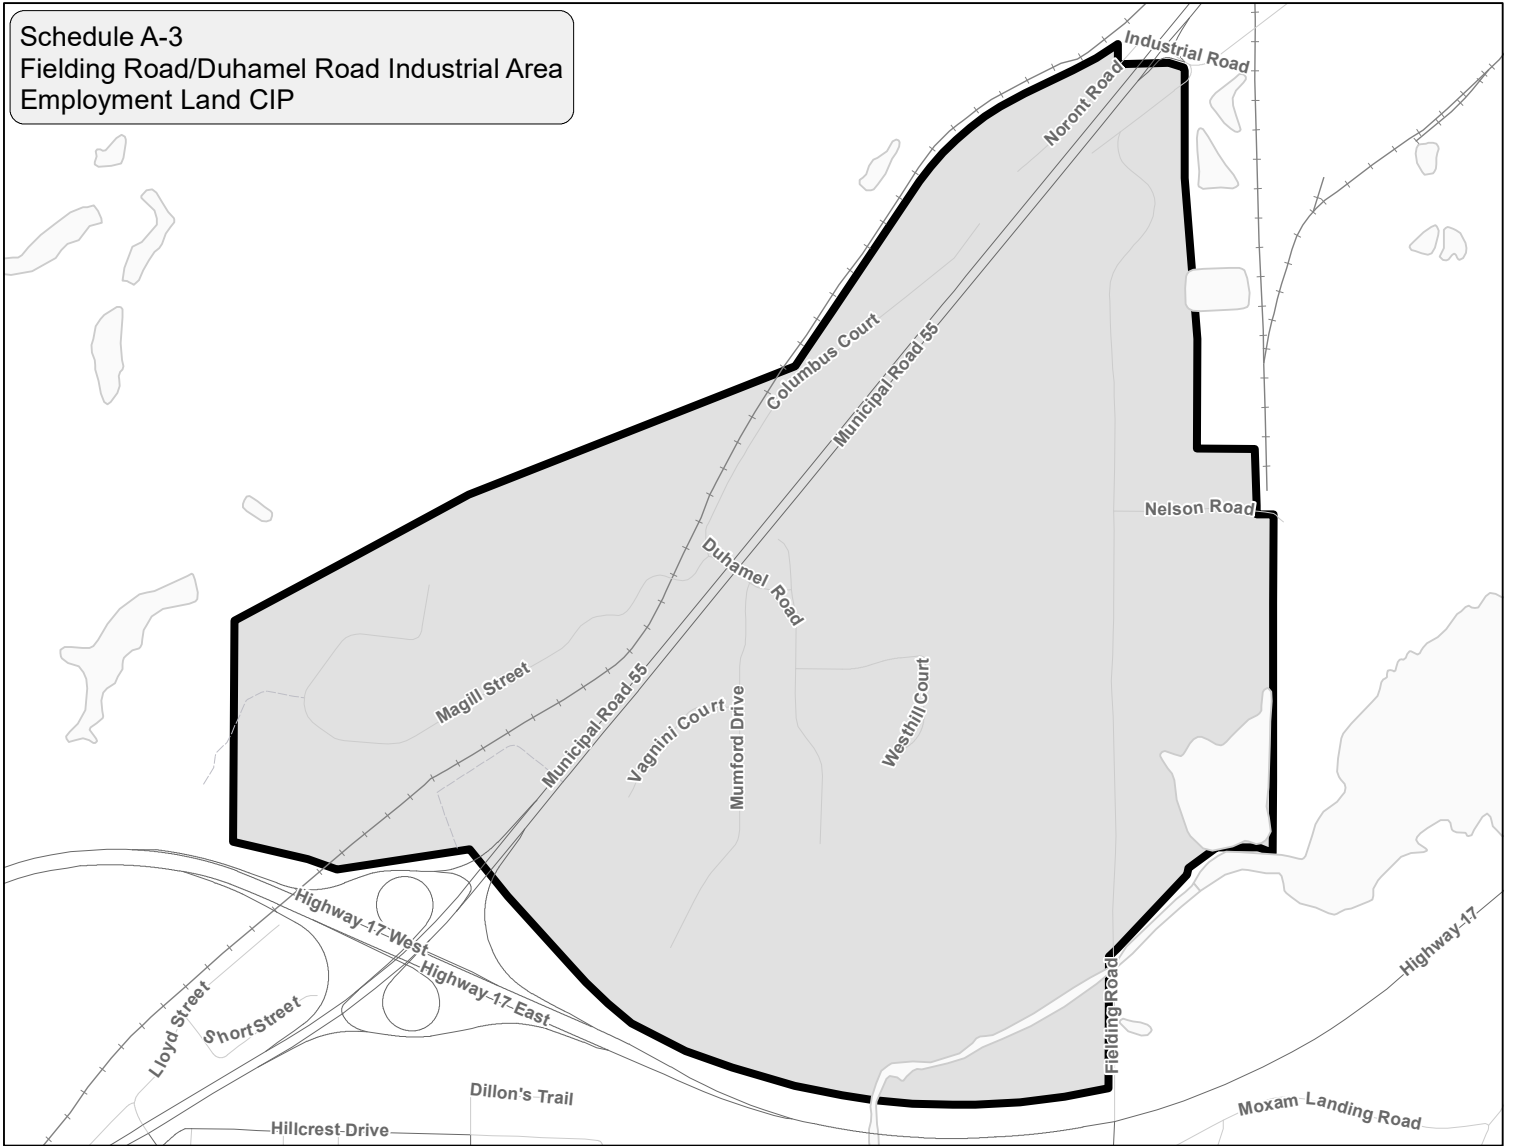 Schedule A-3
Fielding Road/Duhamel Road Industrial Area
Employment Land CIP
Industrial Road
Noront Road
Columbus Court
Municipal Road 55
Nelson Road
Duhamel Road
Magill Street
Municipal Road 55
Vagnini Court
Mumford Drive
Westhill Court
Highway 17 West
Highway 17 East
Highway 17
Fielding Road
Lloyd Street
Short Street
Dillon's Trail
Hillcrest Drive
Moxam Landing Road